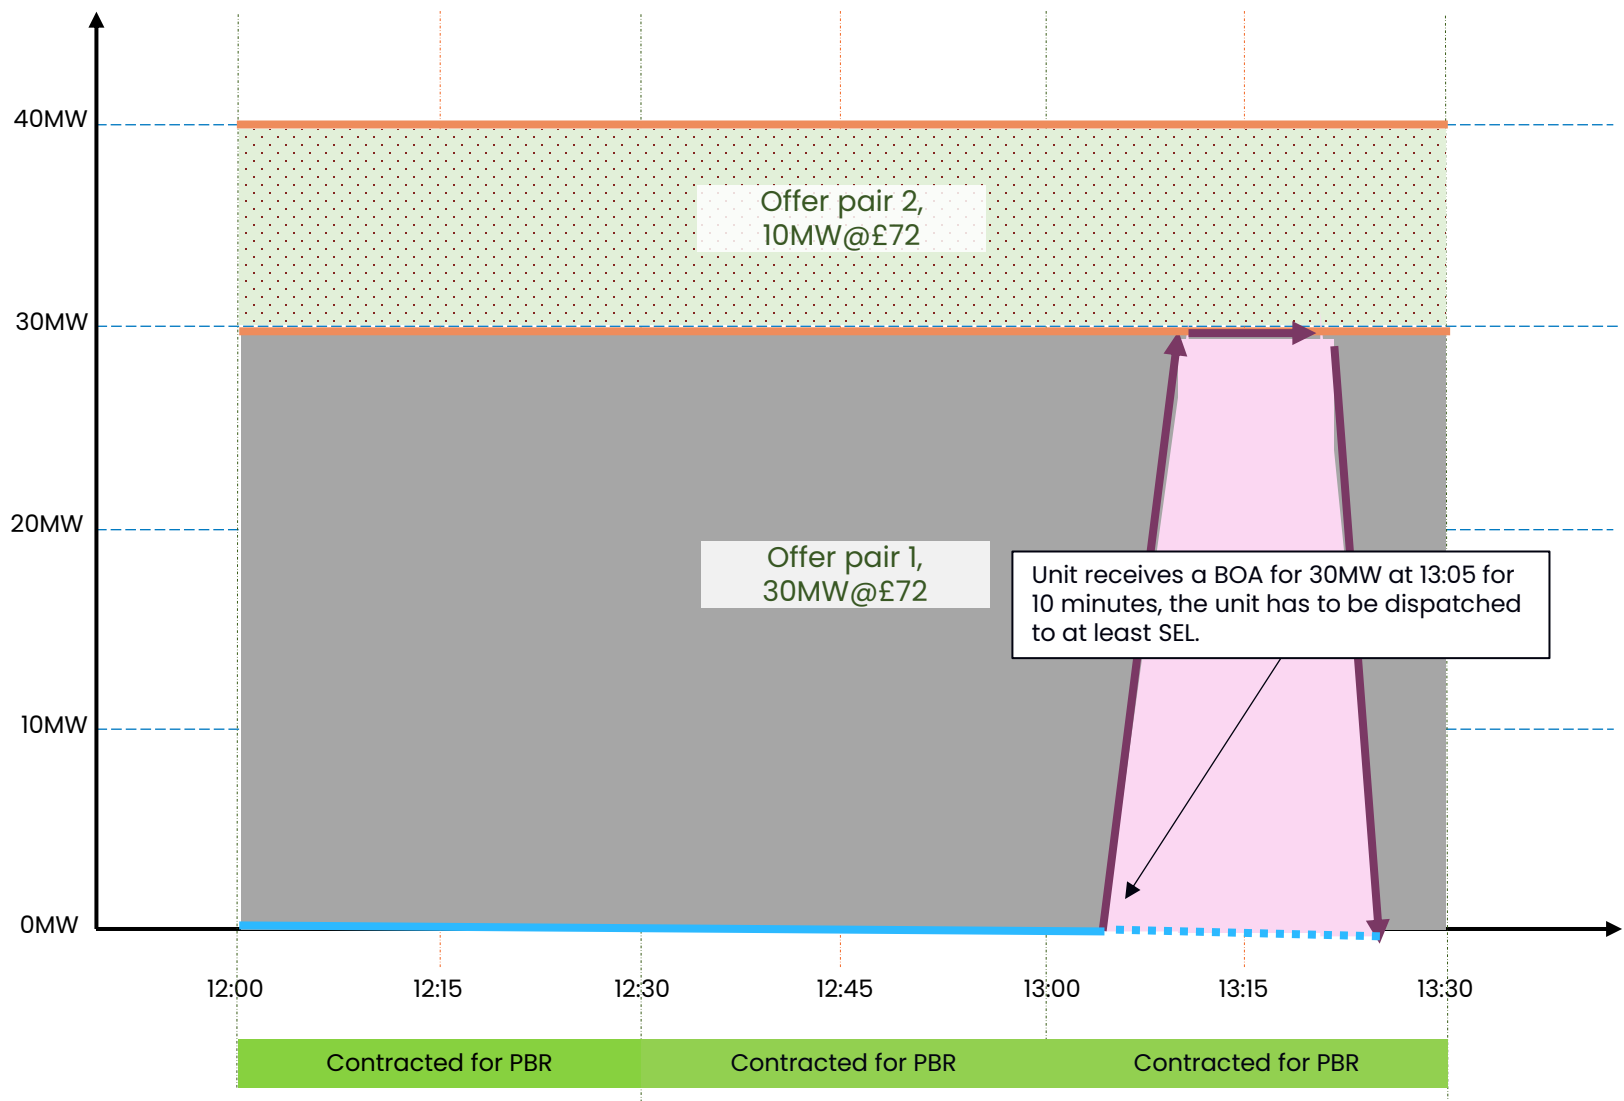 40MW
Offer pair 2,
10MW@£72
30MW
20MW
Offer pair 1,
30MW@£72
Unit receives a BOA for 30MW at 13:05 for
10 minutes, the unit has to be dispatched
to at least SEL.
10MW
0MW
12:00 12:15 12:30 12:45 13:00 13:15 13:30
Contracted for PBR Contracted for PBR Contracted for PBR